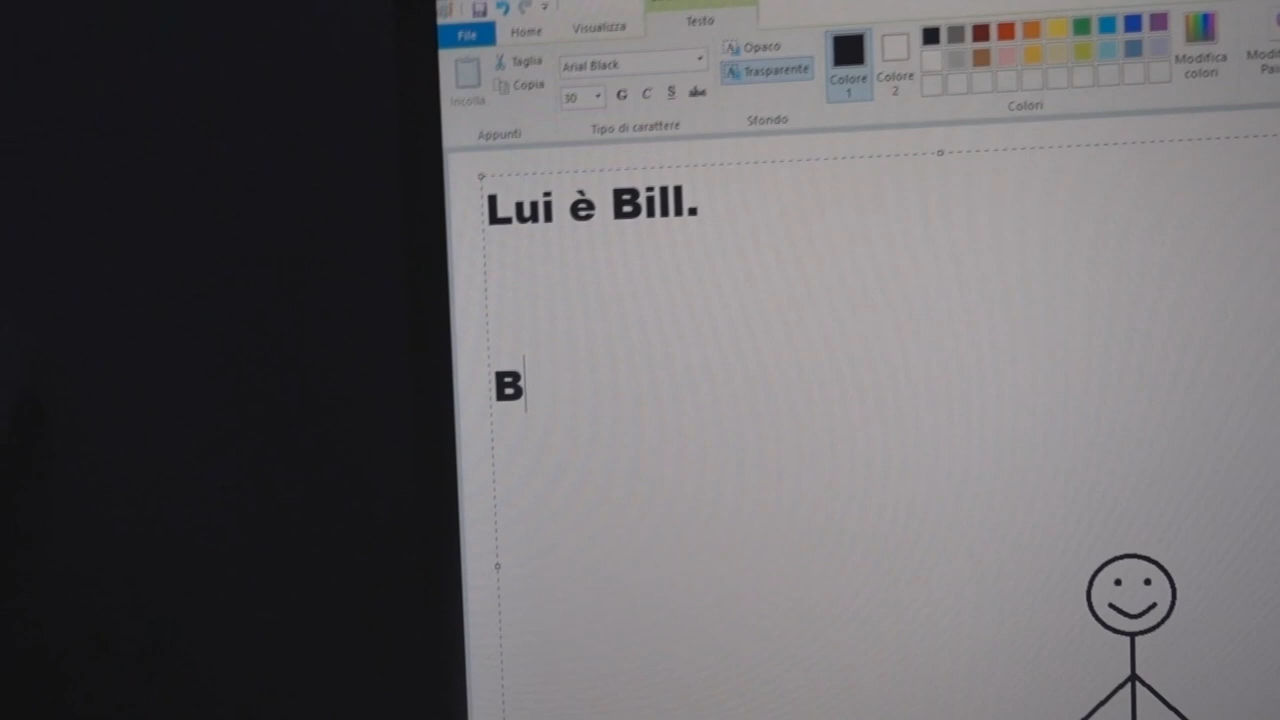 Testo
File Home Visualizza
Taglia Arial Black Opaco
Copia Trasparente
Incolla 30 G C S abc Colore 1 Colore 2 Modifica colori
Appunti Tipo di carattere Sfondo Colori
Lui è Bill.
B